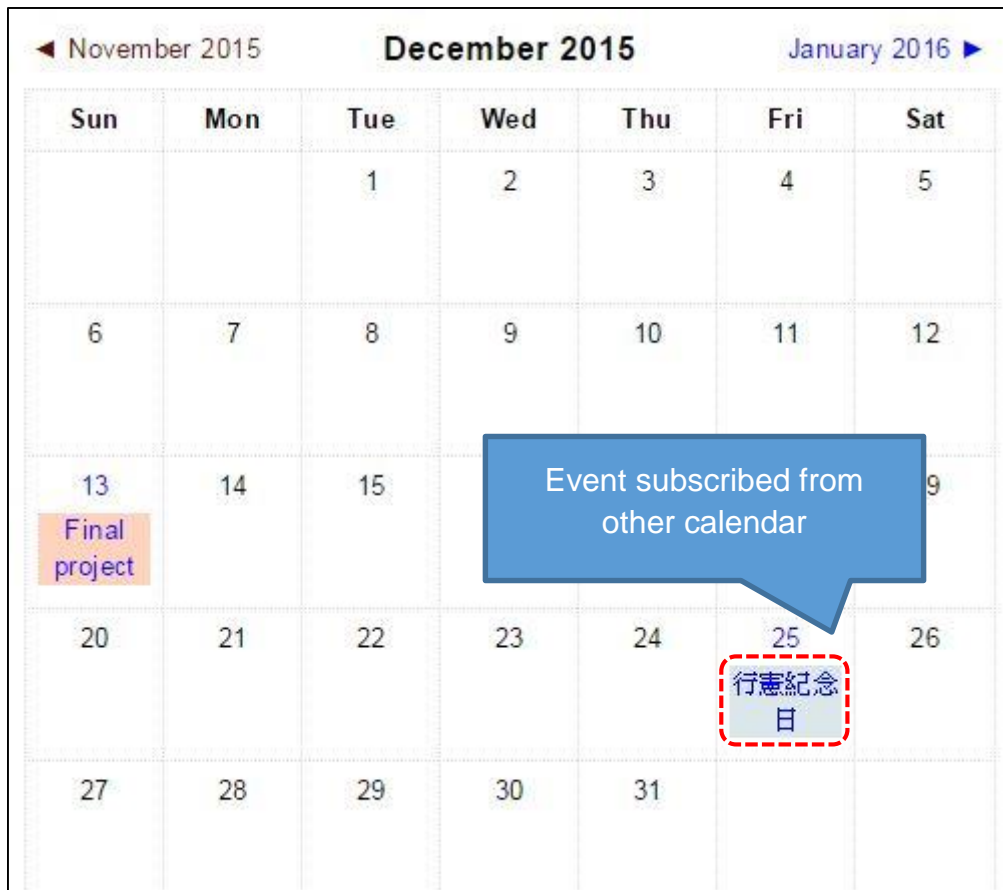 ◄ November 2015 December 2015 January 2016 ►
Sun Mon Tue Wed Thu Fri Sat
1 2 3 4 5
6 7 8 9 10 11 12
13 14 15 9
Final
project
Event subscribed from
other calendar
20 21 22 23 24 25 26
行憲紀念
日
27 28 29 30 31